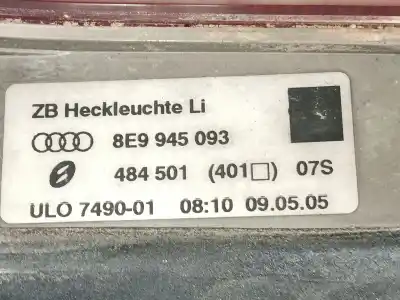 ZB Heckleuchte Li
8E9 945 093
484 501 (401□) 07S
ULO 7490-01 08:10 09.05.05